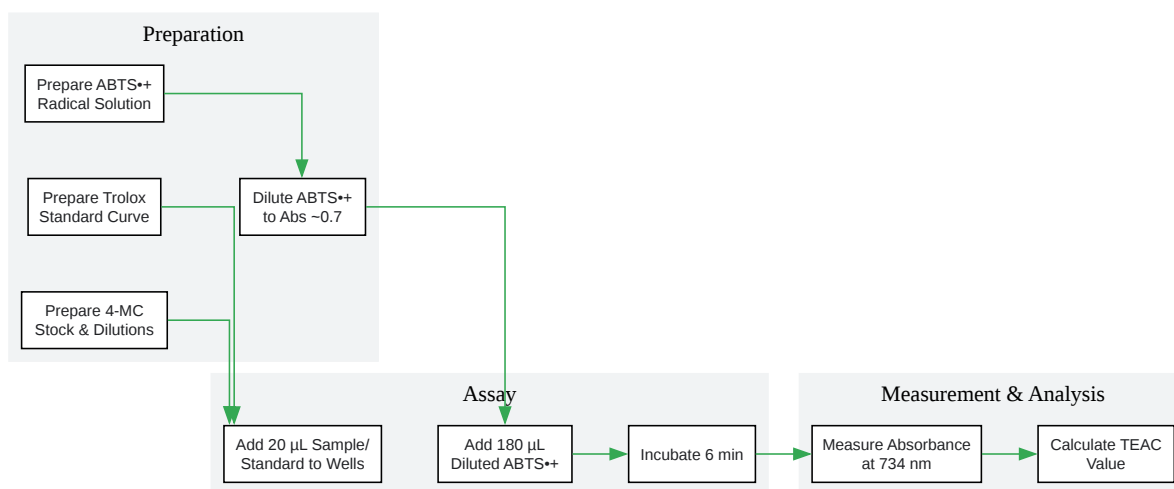 Preparation
Prepare ABTS•+
Radical Solution
Prepare Trolox
Standard Curve
Dilute ABTS•+
to Abs ~0.7
Prepare 4-MC
Stock & Dilutions
Assay
Add 20 µL Sample/
Standard to Wells
Add 180 µL
Diluted ABTS•+
Incubate 6 min
Measurement & Analysis
Measure Absorbance
at 734 nm
Calculate TEAC
Value